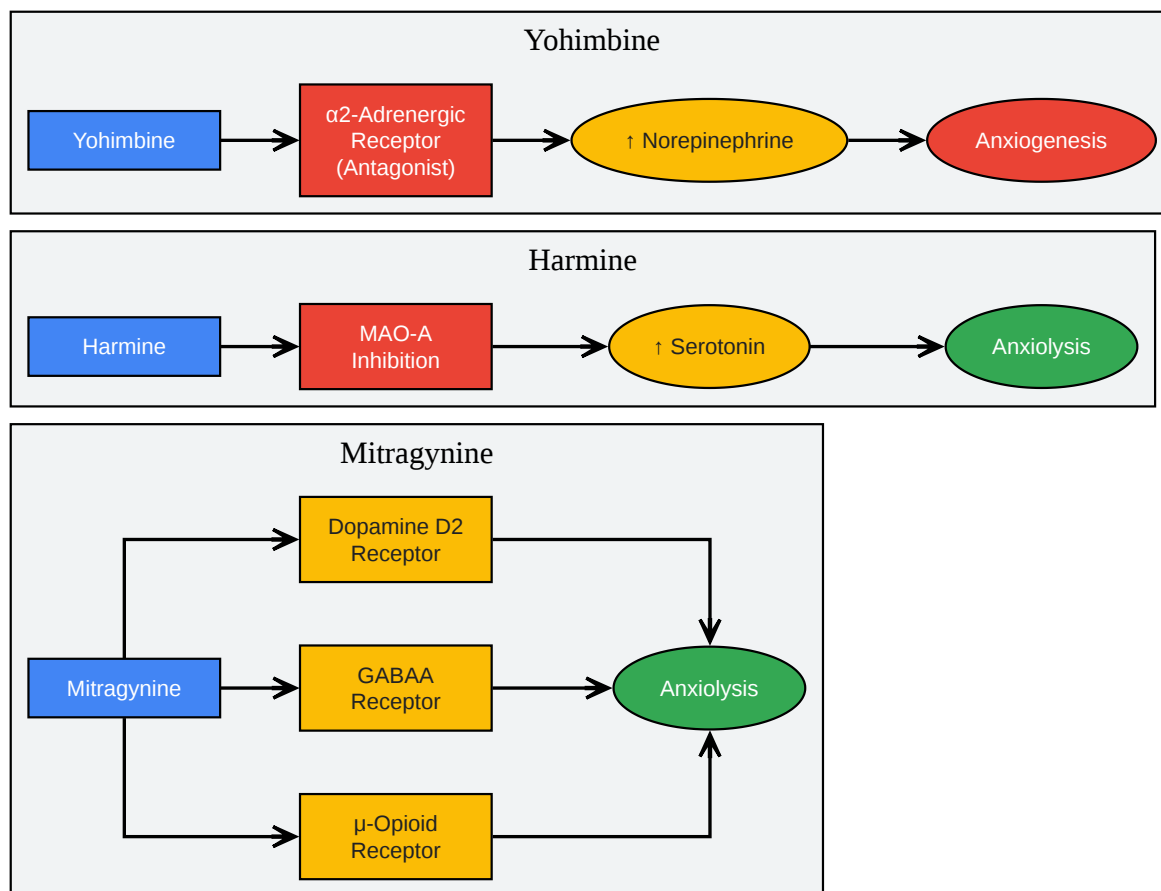 Yohimbine
Yohimbine
α2-Adrenergic
Receptor
(Antagonist)
↑ Norepinephrine
Anxiogenesis
Harmine
Harmine
MAO-A
Inhibition
↑ Serotonin
Anxiolysis
Mitragynine
Dopamine D2
Receptor
Mitragynine
GABAA
Receptor
Anxiolysis
μ-Opioid
Receptor